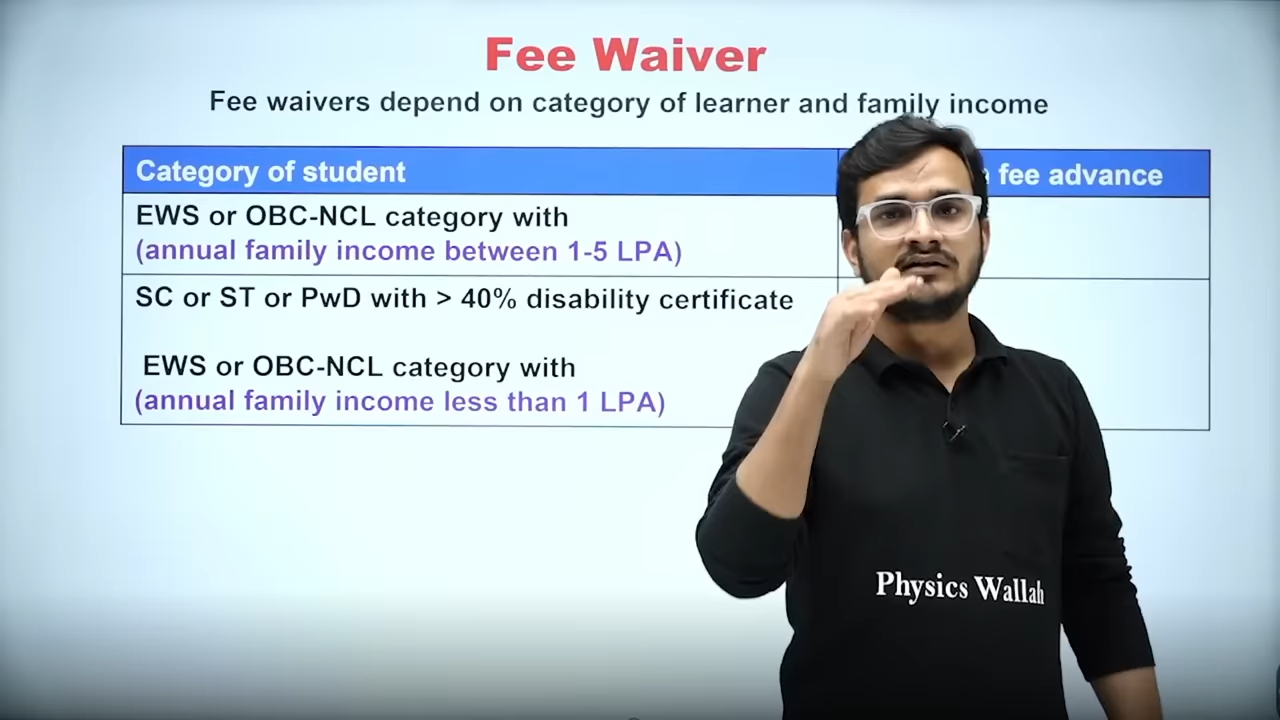 Fee Waiver
Fee waivers depend on category of learner and family income
Category of student
fee advance
EWS or OBC-NCL category with
(annual family income between 1-5 LPA)
SC or ST or PwD with > 40% disability certificate
EWS or OBC-NCL category with
(annual family income less than 1 LPA)
Physics Wallah